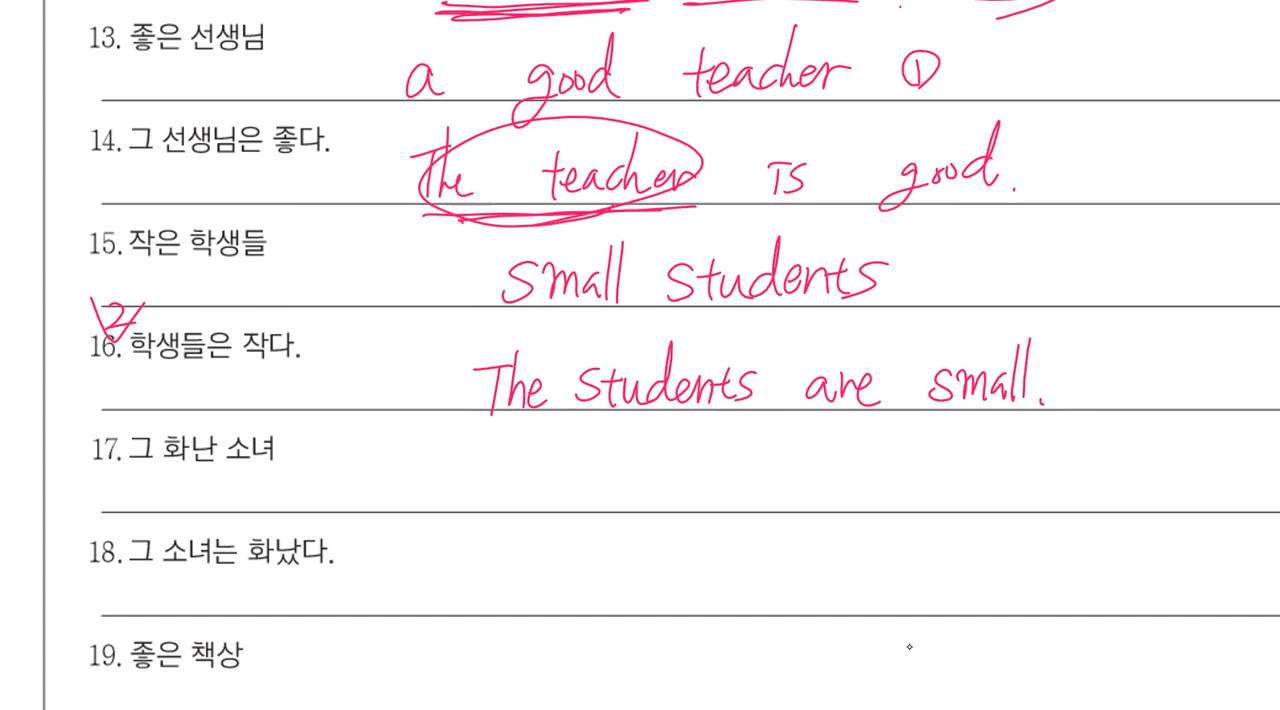 13. 좋은 선생님
a good teacher ①
14. 그 선생님은 좋다.
The teacher is good.
15. 작은 학생들
small students
2
16. 학생들은 작다.
The students are small.
17. 그 화난 소녀
18. 그 소녀는 화났다.
19. 좋은 책상